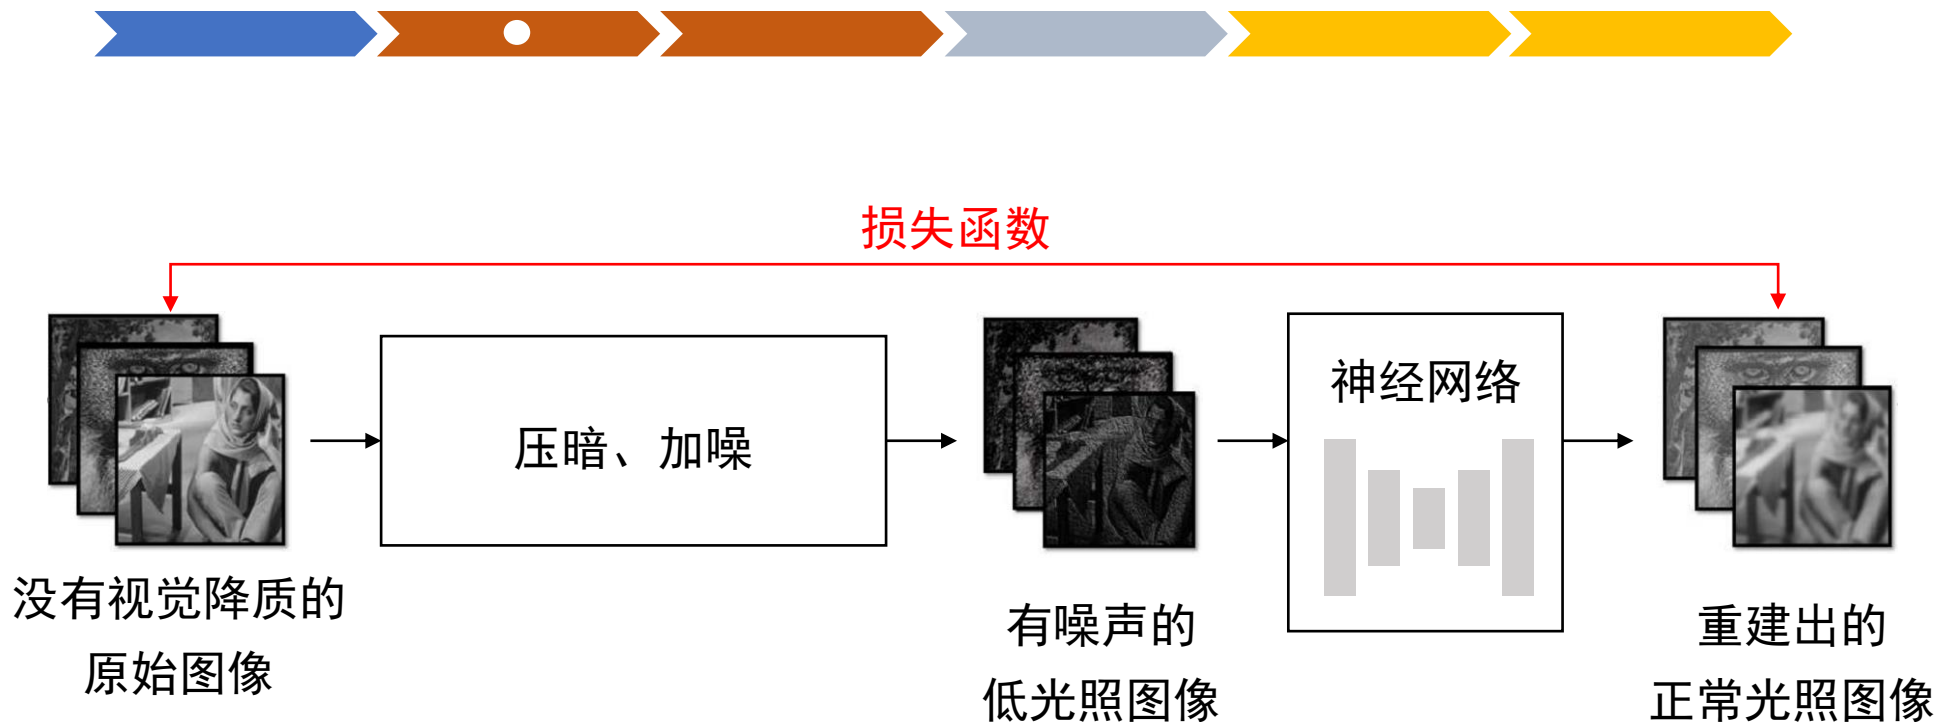 损失函数
压暗、加噪
神经网络
没有视觉降质的
原始图像
有噪声的
低光照图像
重建出的
正常光照图像